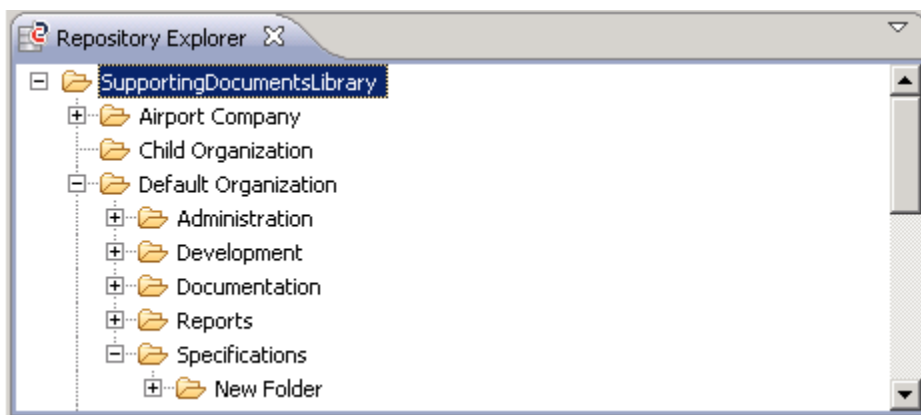 Repository Explorer
SupportingDocumentsLibrary
Airport Company
Child Organization
Default Organization
Administration
Development
Documentation
Reports
Specifications
New Folder